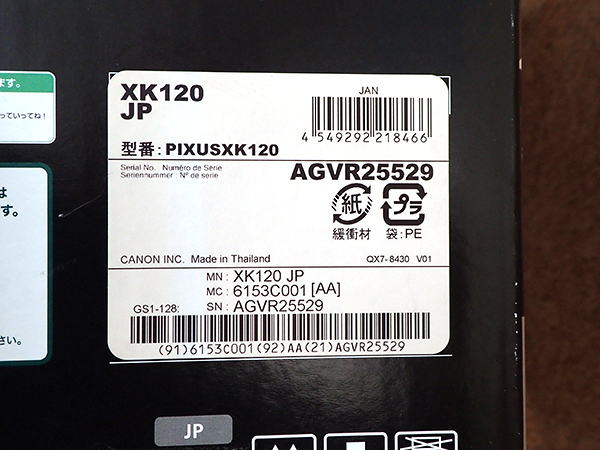 ます。
っていってね!
は
す。
さい。
XK120
JP
JAN
4 549292 218466
型番:PIXUSXK120
Serial No. Numéro de Série
Seriennummer : Nº de serie
AGVR25529
紙
プラ
緩衝材
袋:PE
CANON INC. Made in Thailand
QX7-8430 V01
MN : XK120 JP
MC : 6153C001 [AA]
GS1-128: SN : AGVR25529
(91)6153C001(92)AA(21)AGVR25529
JP